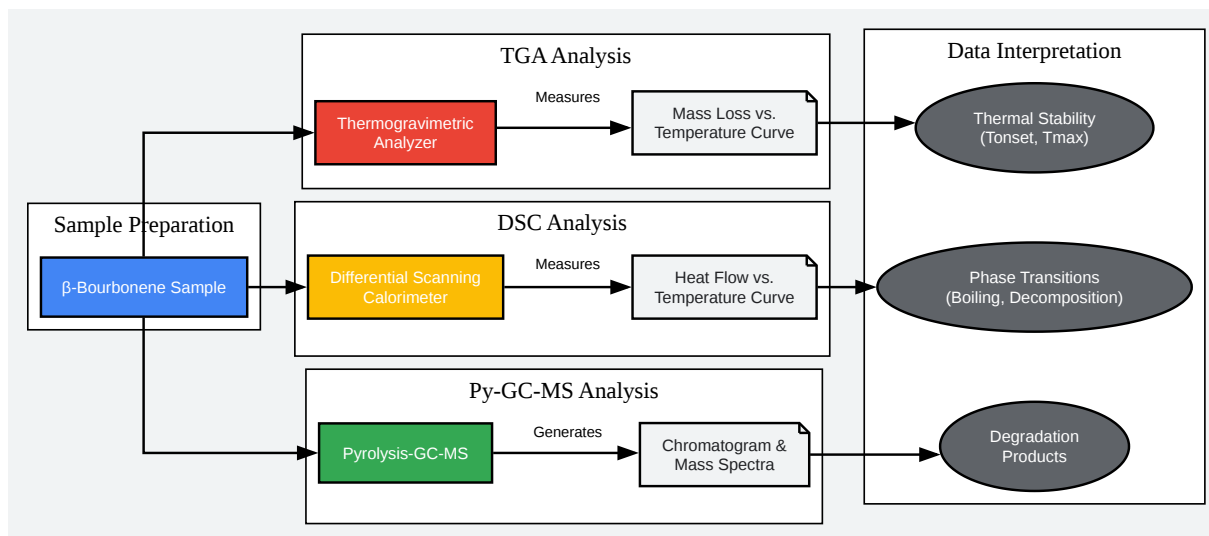 TGA Analysis
Thermogravimetric
Analyzer
Measures
Mass Loss vs.
Temperature Curve
Data Interpretation
Thermal Stability
(Tonset, Tmax)
Sample Preparation
β-Bourbonene Sample
DSC Analysis
Differential Scanning
Calorimeter
Measures
Heat Flow vs.
Temperature Curve
Phase Transitions
(Boiling, Decomposition)
Py-GC-MS Analysis
Pyrolysis-GC-MS
Generates
Chromatogram &
Mass Spectra
Degradation
Products